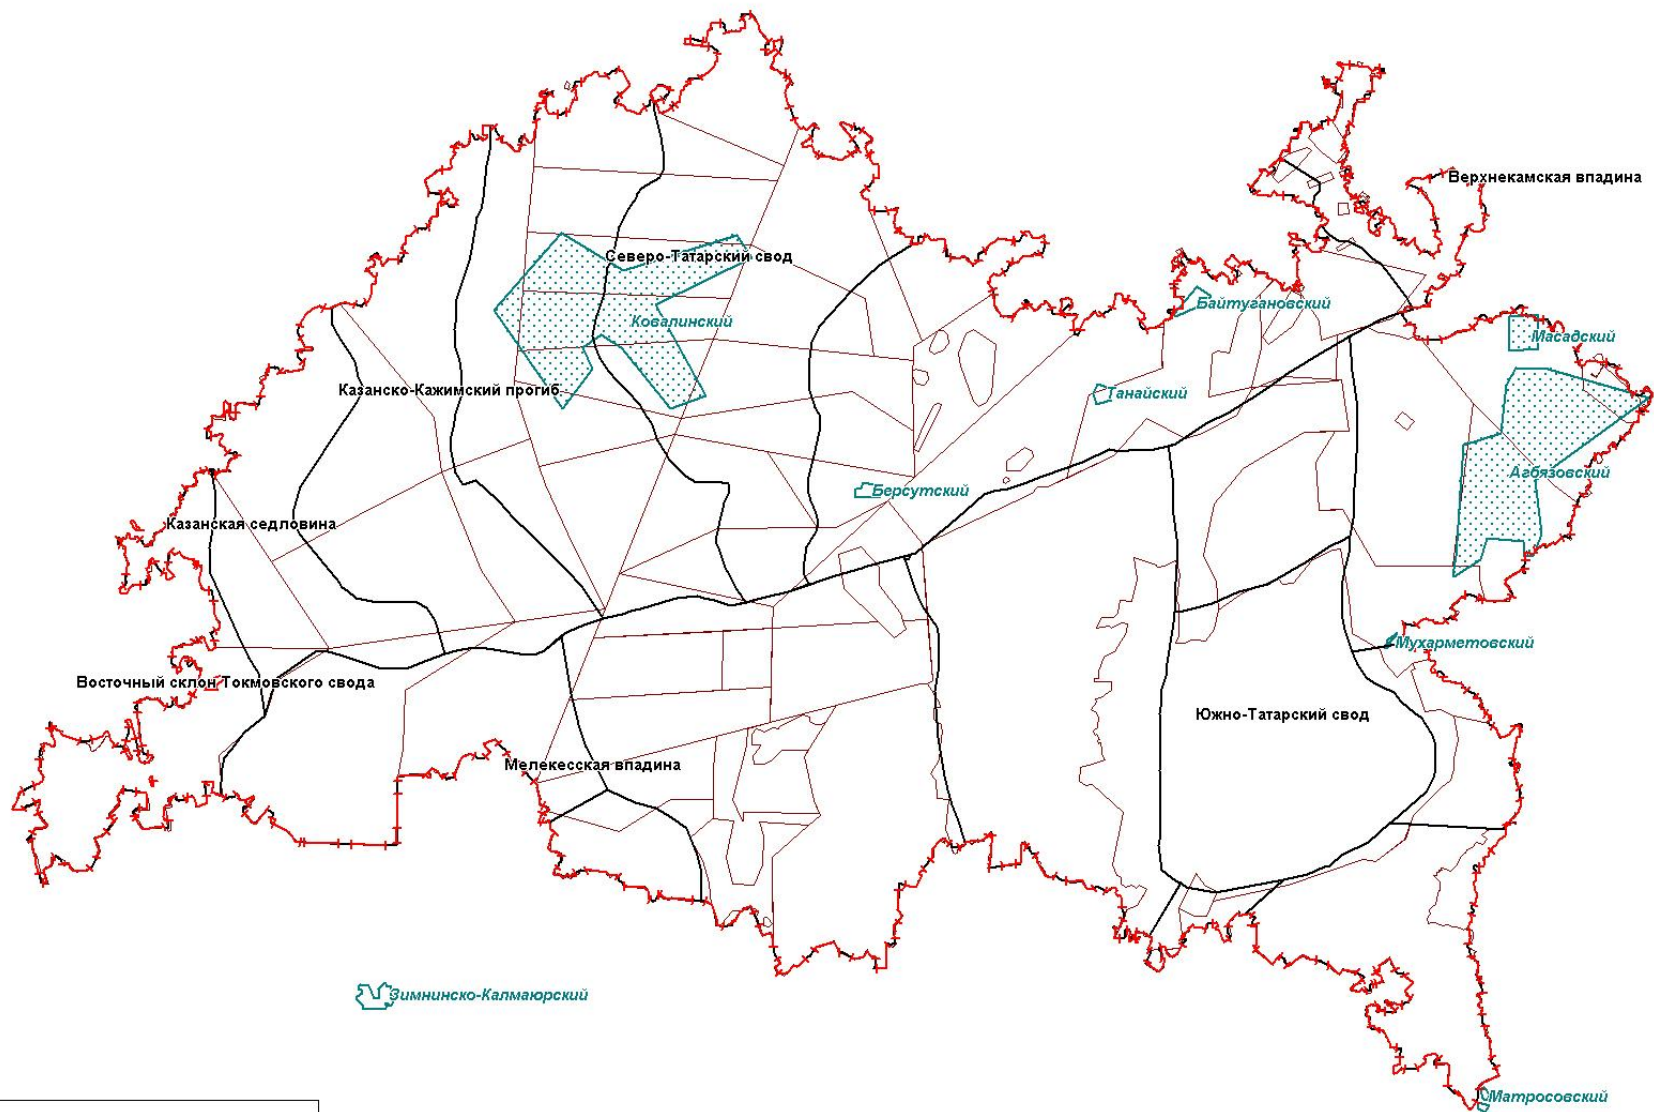 Верхнекамская впадина
Северо-Татарский свод
Байтугановский
Ковалинский
Масадский
Казанско-Кажимский прогиб
Танайский
Агбязовский
Берсутский
Казанская седловина
Мухарметовский
Восточный склон Токмовского свода
Южно-Татарский свод
Мелекесская впадина
Зимнинско-Калмаюрский
Матросовский